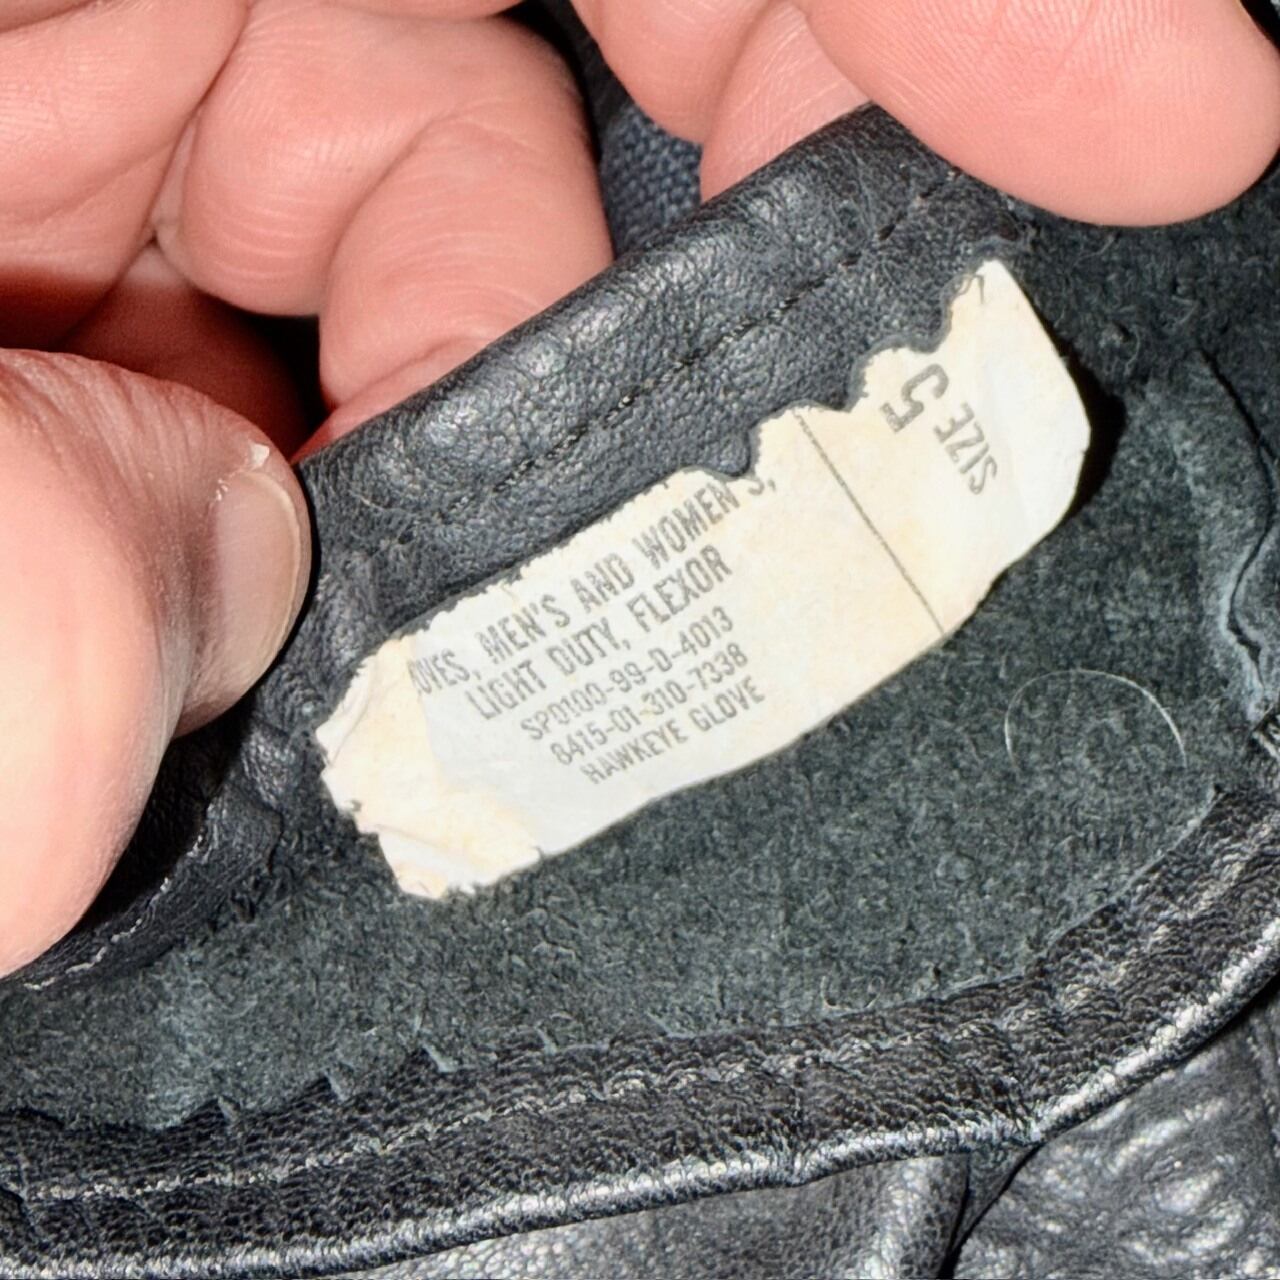 OVES, MEN'S AND WOMEN'S,
LIGHT DUTY, FLEXOR
SP0100-99-D-4013
8415-01-310-7338
HAWKEYE GLOVE
SIZE
5